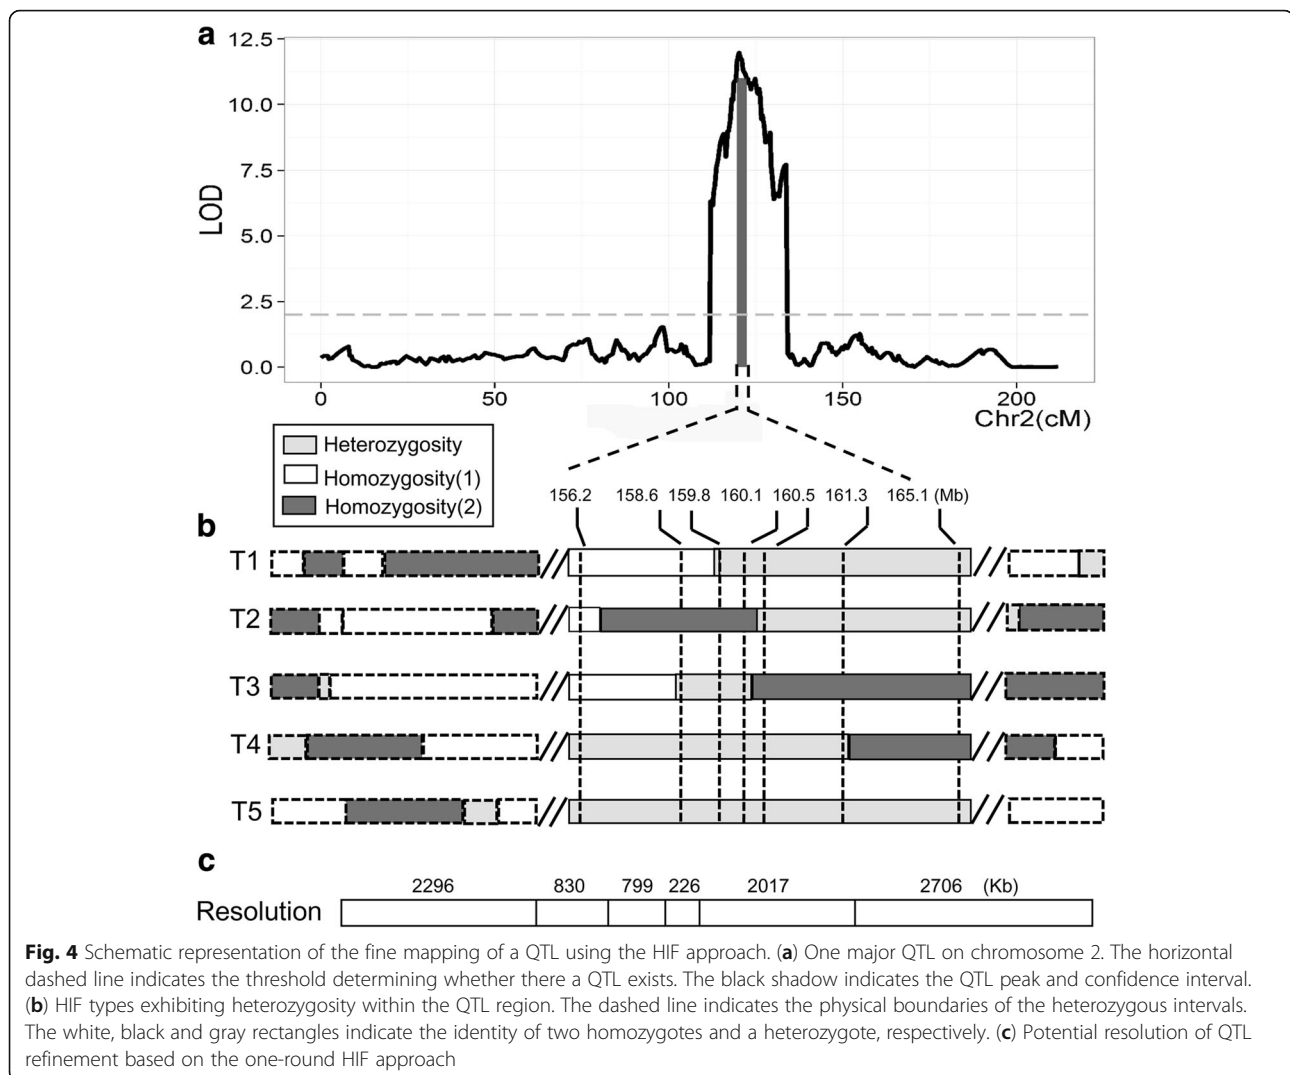 a
12.5
10.0
7.5
5.0
2.5
0.0
LOD
0 50 100 150 200
Chr2(cM)
Heterozygosity
Homozygosity(1)
Homozygosity(2)
156.2 158.6 159.8 160.1 160.5 161.3 165.1 (Mb)
b
T1
T2
T3
T4
T5
c
2296 830 799 226 2017 2706 (Kb)
Resolution
Fig. 4 Schematic representation of the fine mapping of a QTL using the HIF approach. (a) One major QTL on chromosome 2. The horizontal
dashed line indicates the threshold determining whether there a QTL exists. The black shadow indicates the QTL peak and confidence interval.
(b) HIF types exhibiting heterozygosity within the QTL region. The dashed line indicates the physical boundaries of the heterozygous intervals.
The white, black and gray rectangles indicate the identity of two homozygotes and a heterozygote, respectively. (c) Potential resolution of QTL
refinement based on the one-round HIF approach